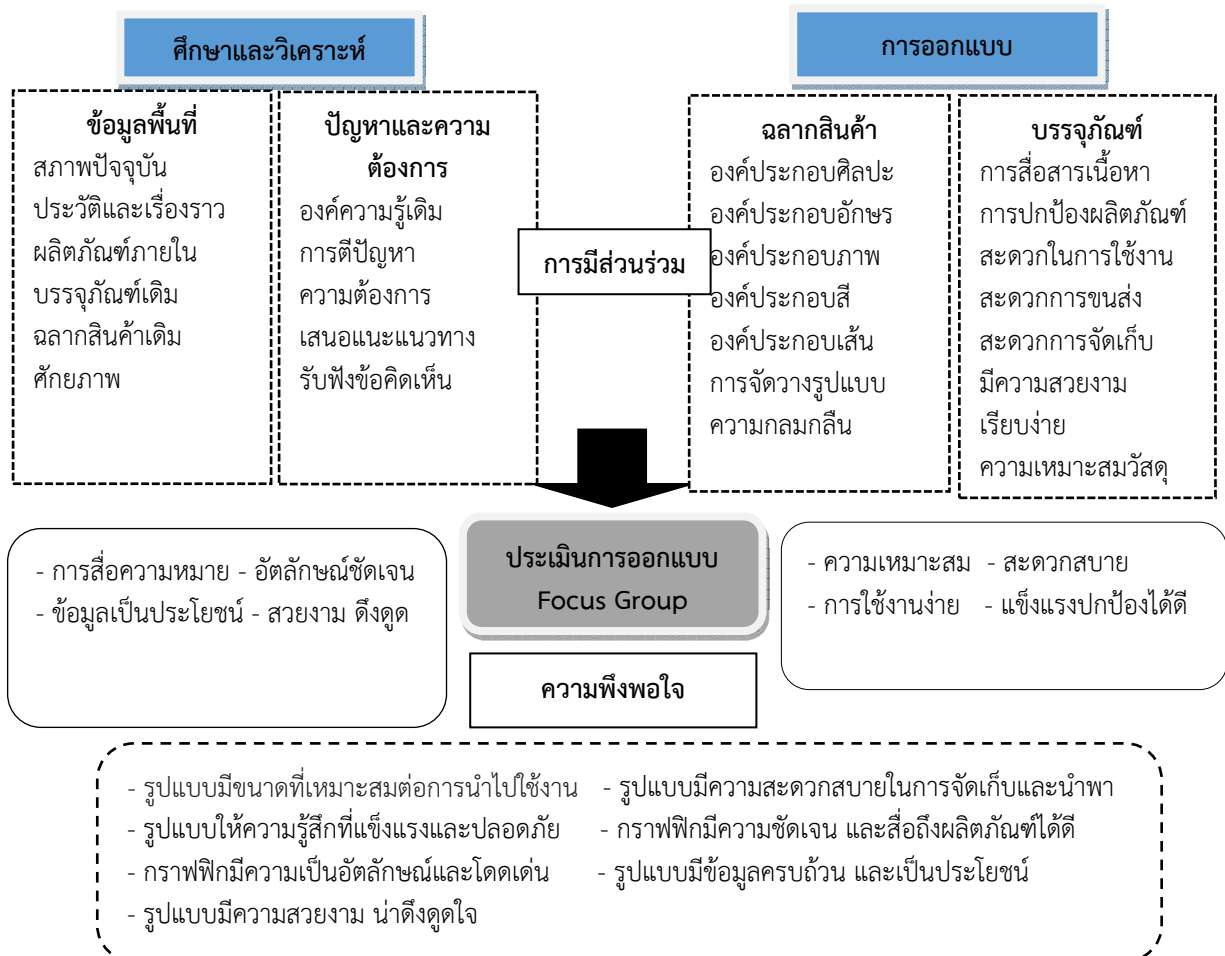 ศึกษาและวิเคราะห์
การออกแบบ
ข้อมูลพื้นที่
สภาพปัจจุบัน
ประวัติและเรื่องราว
ผลิตภัณฑ์ภายใน
บรรจุภัณฑ์เดิม
ฉลากสินค้าเดิม
ศักยภาพ
ปัญหาและความ
ต้องการ
องค์ความรู้เดิม
การตีปัญหา
ความต้องการ
เสนอแนะแนวทาง
รับฟังข้อคิดเห็น
การมีส่วนร่วม
ฉลากสินค้า
องค์ประกอบศิลปะ
องค์ประกอบอักษร
องค์ประกอบภาพ
องค์ประกอบสี
องค์ประกอบเส้น
การจัดวางรูปแบบ
ความกลมกลืน
บรรจุภัณฑ์
การสื่อสารเนื้อหา
การปกป้องผลิตภัณฑ์
สะดวกในการใช้งาน
สะดวกการขนส่ง
สะดวกการจัดเก็บ
มีความสวยงาม
เรียบง่าย
ความเหมาะสมวัสดุ
- การสื่อความหมาย - อัตลักษณ์ชัดเจน
- ข้อมูลเป็นประโยชน์ - สวยงาม ดึงดูด
ประเมินการออกแบบ
Focus Group
- ความเหมาะสม - สะดวกสบาย
- การใช้งานง่าย - แข็งแรงปกป้องได้ดี
ความพึงพอใจ
- รูปแบบมีขนาดที่เหมาะสมต่อการนำไปใช้งาน - รูปแบบมีความสะดวกสบายในการจัดเก็บและนำพา
- รูปแบบให้ความรู้สึกที่แข็งแรงและปลอดภัย - กราฟฟิกมีความชัดเจน และสื่อถึงผลิตภัณฑ์ได้ดี
- กราฟฟิกมีความเป็นอัตลักษณ์และโดดเด่น - รูปแบบมีข้อมูลครบถ้วน และเป็นประโยชน์
- รูปแบบมีความสวยงาม น่าดึงดูดใจ